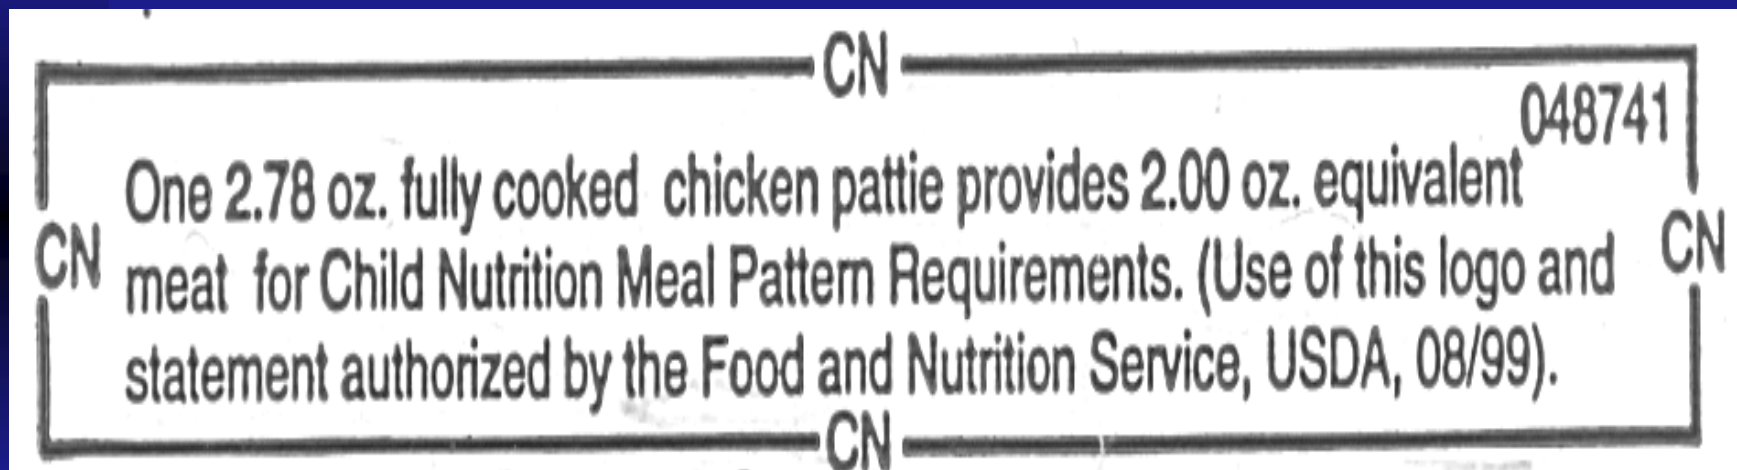 CN
048741
One 2.78 oz. fully cooked chicken pattie provides 2.00 oz. equivalent
CN
CN
meat for Child Nutrition Meal Pattern Requirements. (Use of this logo and
statement authorized by the Food and Nutrition Service, USDA, 08/99).
CN